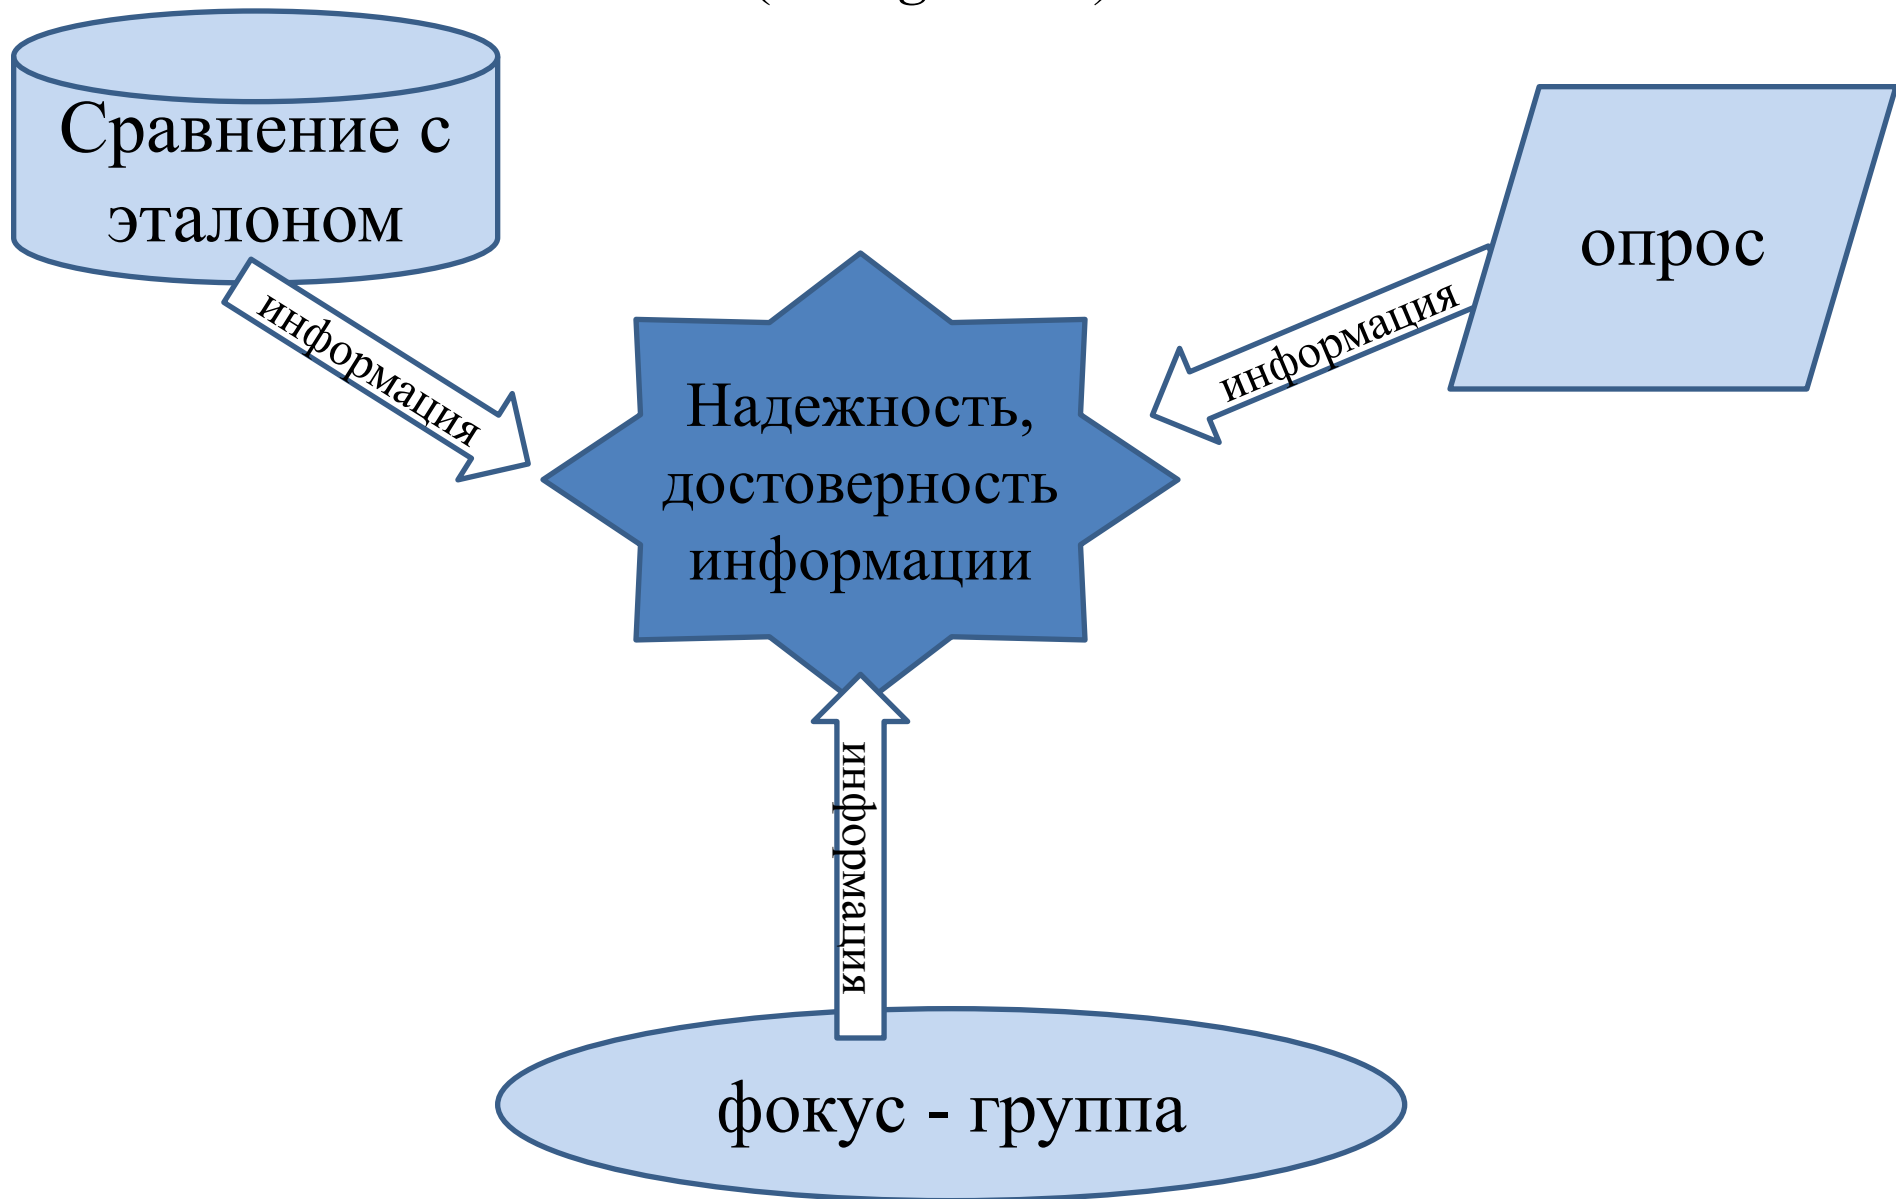 Сравнение с
эталоном
опрос
информация
информация
Надежность,
достоверность
информации
информация
фокус - группа